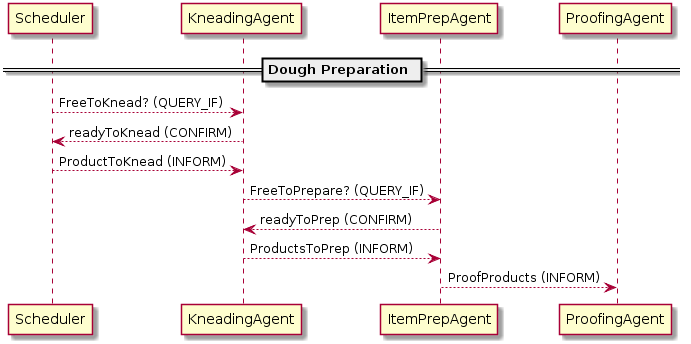 Scheduler
KneadingAgent
ItemPrepAgent
ProofingAgent
Dough Preparation
FreeToKnead? (QUERY_IF)
readyToKnead (CONFIRM)
ProductToKnead (INFORM)
FreeToPrepare? (QUERY_IF)
readyToPrep (CONFIRM)
ProductsToPrep (INFORM)
ProofProducts (INFORM)
Scheduler
KneadingAgent
ItemPrepAgent
ProofingAgent